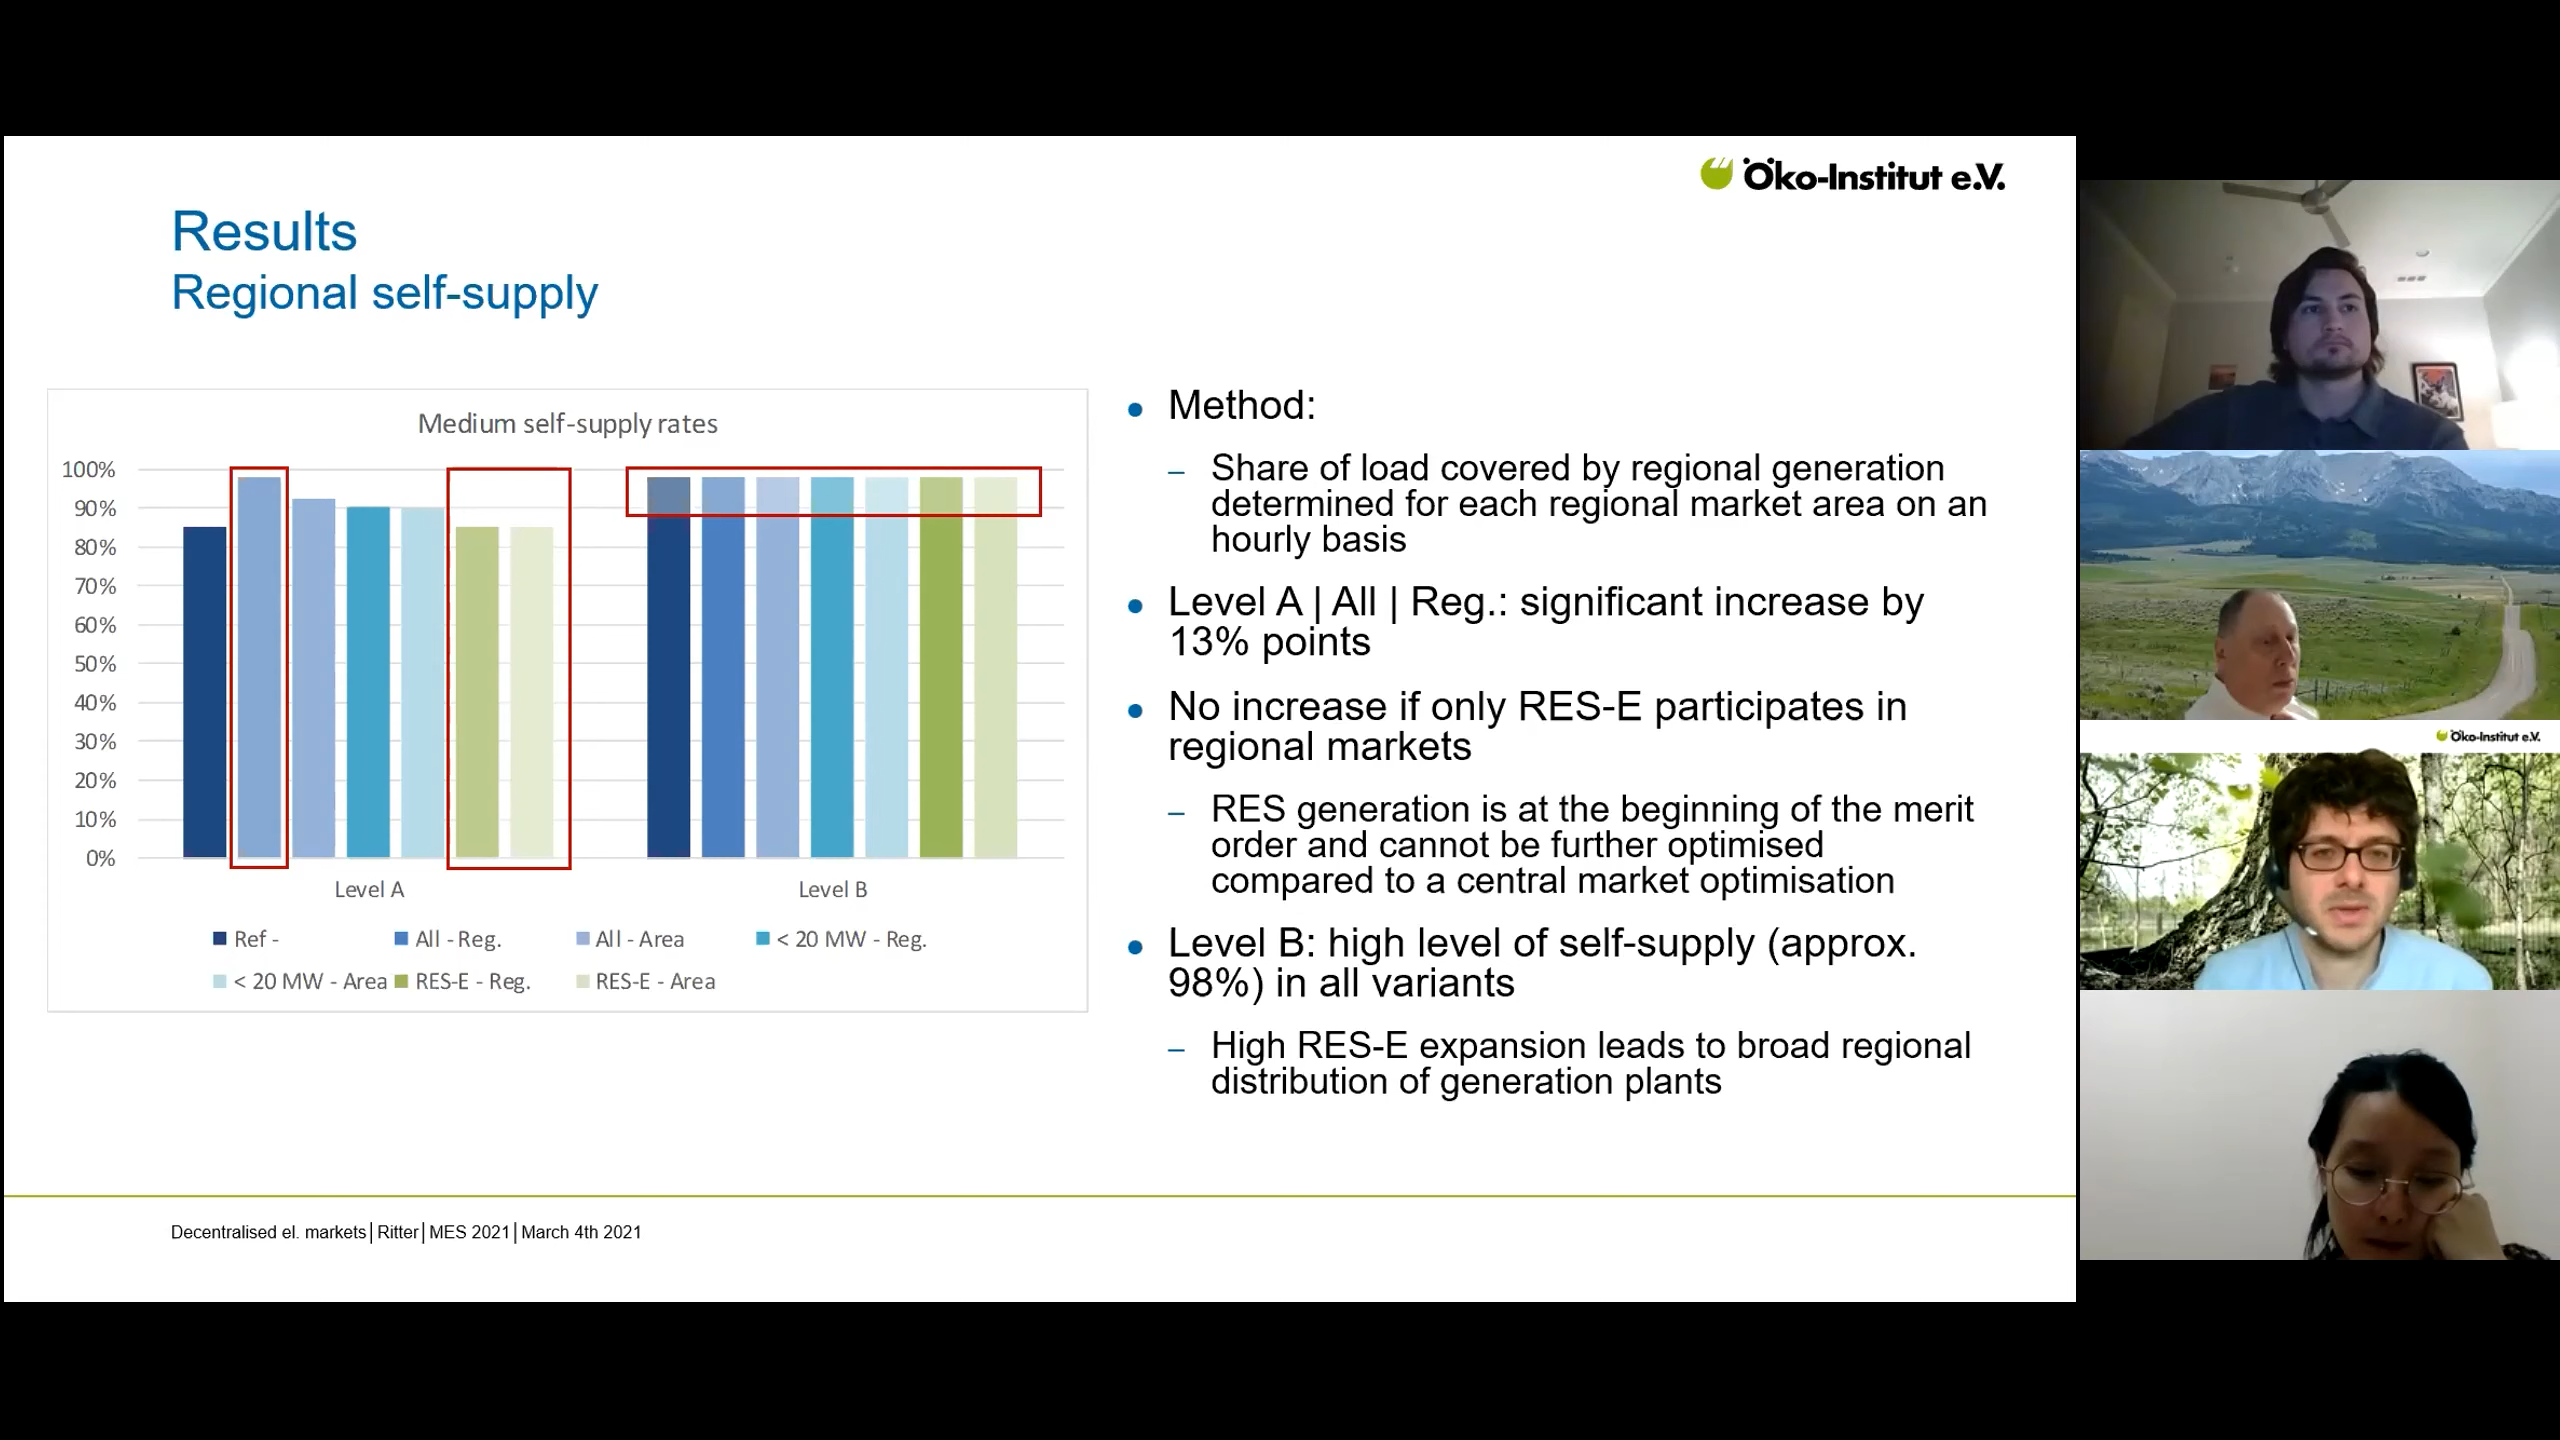 Öko-Institut e.V.
Results
Regional self-supply
Medium self-supply rates
100%
90%
80%
70%
60%
50%
40%
30%
20%
10%
0%
Level A
Level B
Ref -
All - Reg.
All - Area
< 20 MW - Reg.
< 20 MW - Area
RES-E - Reg.
RES-E - Area
• Method:
– Share of load covered by regional generation
determined for each regional market area on an
hourly basis
• Level A | All | Reg.: significant increase by
13% points
• No increase if only RES-E participates in
regional markets
– RES generation is at the beginning of the merit
order and cannot be further optimised
compared to a central market optimisation
• Level B: high level of self-supply (approx.
98%) in all variants
– High RES-E expansion leads to broad regional
distribution of generation plants
Decentralised el. markets│Ritter│MES 2021│March 4th 2021
Öko-Institut e.V.